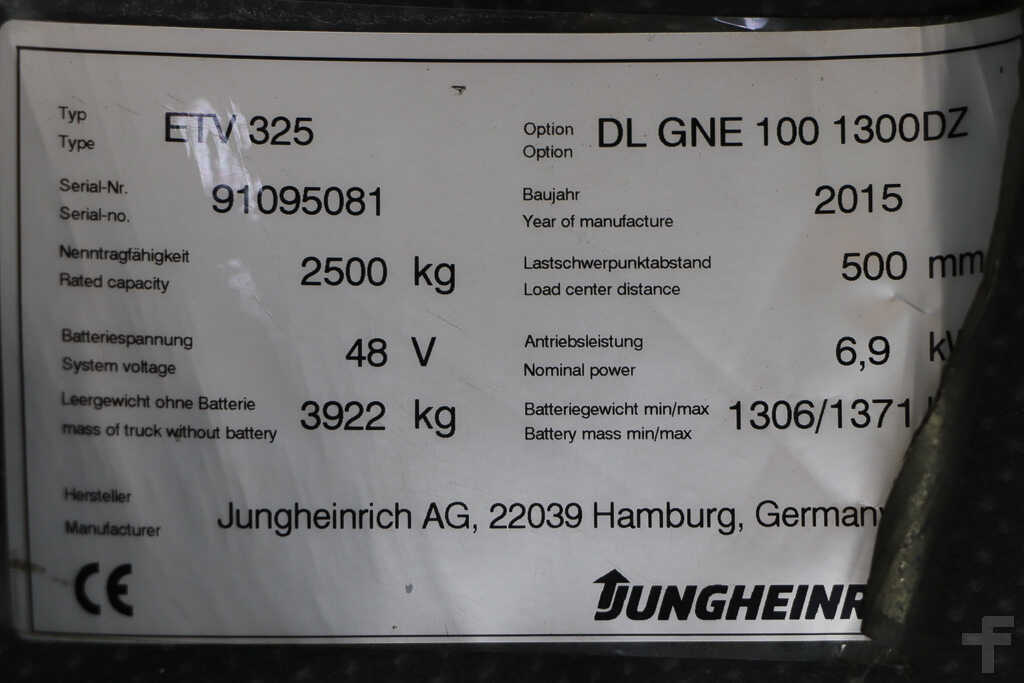 Typ
Type
ETV 325
Option
Option
DL GNE 100 1300DZ
Serial-Nr.
Serial-no.
91095081
Baujahr
Year of manufacture
2015
Nenntragfähigkeit
Rated capacity
2500 kg
Lastschwerpunktabstand
Load center distance
500 mm
Batteriespannung
System voltage
48 V
Antriebsleistung
Nominal power
6,9 kW
Leergewicht ohne Batterie
mass of truck without battery
3922 kg
Batteriegewicht min/max
Battery mass min/max
1306/1371
Hersteller
Manufacturer
Jungheinrich AG, 22039 Hamburg, Germany
CE
JUNGHEINR